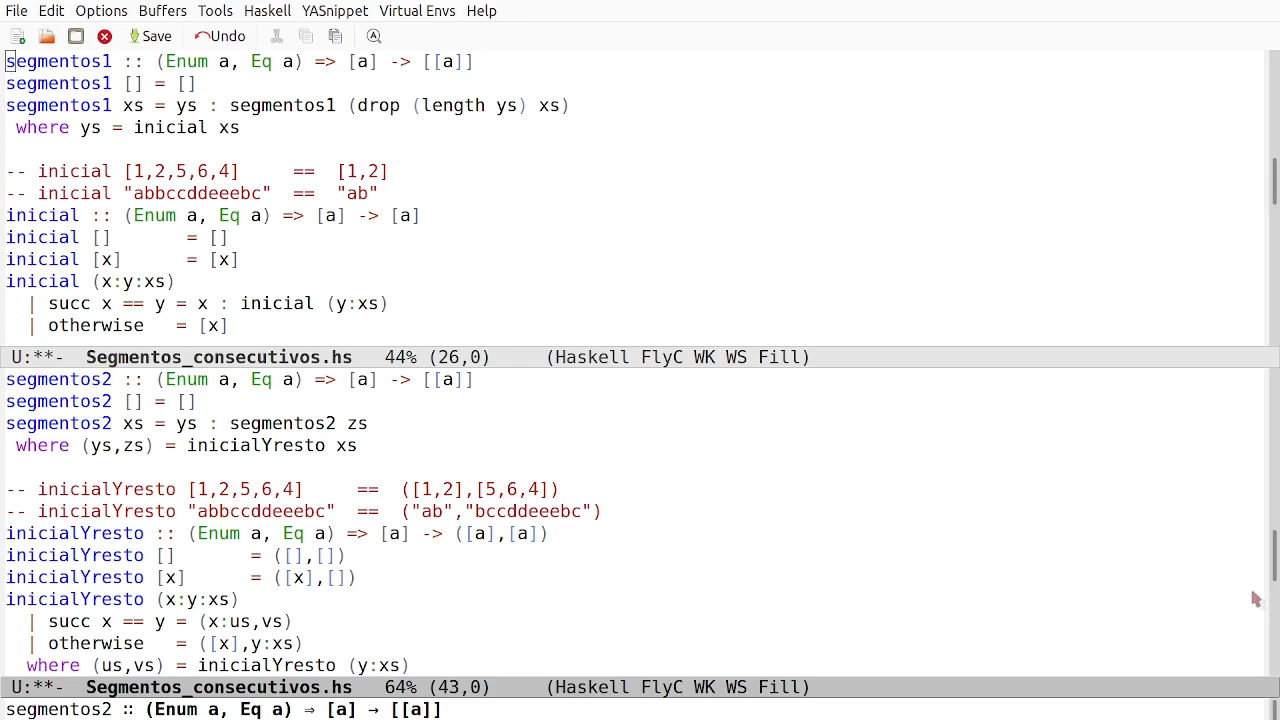 File Edit Options Buffers Tools Haskell YASnippet Virtual Envs Help
Save Undo
segmentos1 :: (Enum a, Eq a) => [a] -> [[a]]
segmentos1 [] = []
segmentos1 xs = ys : segmentos1 (drop (length ys) xs)
 where ys = inicial xs

-- inicial [1,2,5,6,4]     ==  [1,2]
-- inicial "abbccddeeebc"  ==  "ab"
inicial :: (Enum a, Eq a) => [a] -> [a]
inicial []       = []
inicial [x]      = [x]
inicial (x:y:xs)
  | succ x == y = x : inicial (y:xs)
  | otherwise   = [x]
U:**-  Segmentos_consecutivos.hs   44% (26,0)     (Haskell FlyC WK WS Fill)
segmentos2 :: (Enum a, Eq a) => [a] -> [[a]]
segmentos2 [] = []
segmentos2 xs = ys : segmentos2 zs
 where (ys,zs) = inicialYresto xs

-- inicialYresto [1,2,5,6,4]     ==  ([1,2],[5,6,4])
-- inicialYresto "abbccddeeebc"  ==  ("ab","bccddeeebc")
inicialYresto :: (Enum a, Eq a) => [a] -> ([a],[a])
inicialYresto []       = ([],[])
inicialYresto [x]      = ([x],[])
inicialYresto (x:y:xs)
  | succ x == y = (x:us,vs)
  | otherwise   = ([x],y:xs)
  where (us,vs) = inicialYresto (y:xs)
U:**-  Segmentos_consecutivos.hs   64% (43,0)     (Haskell FlyC WK WS Fill)
segmentos2 ∷ (Enum a, Eq a) ⇒ [a] → [[a]]